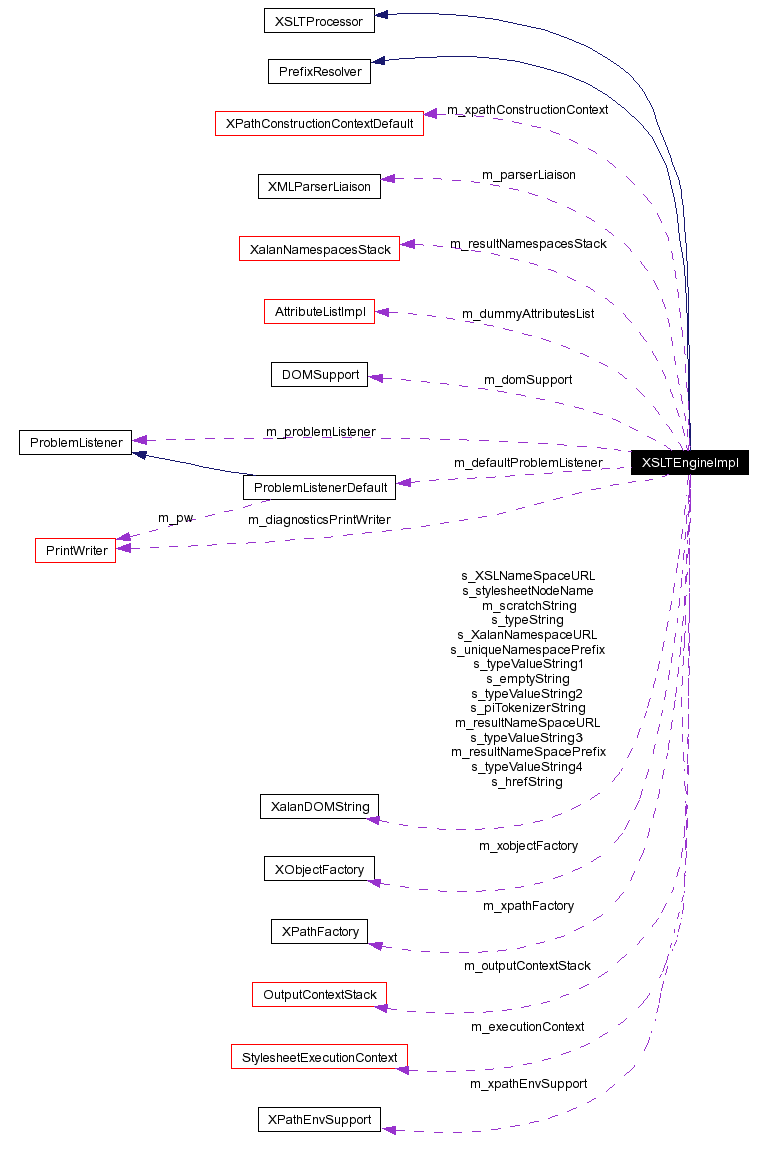 XSLTProcessor
PrefixResolver
m_xpathConstructionContext
XPathConstructionContextDefault
m_parserLiaison
XMLParserLiaison
m_resultNamespacesStack
XalanNamespacesStack
m_dummyAttributesList
AttributeListImpl
DOMSupport
m_domSupport
m_problemListener
ProblemListener
m_defaultProblemListener
XSLTEngineImpl
ProblemListenerDefault
m_pw
m_diagnosticsPrintWriter
PrintWriter
s_XSLNameSpaceURL
s_stylesheetNodeName
m_scratchString
s_typeString
s_XalanNamespaceURL
s_uniqueNamespacePrefix
s_typeValueString1
s_emptyString
s_typeValueString2
s_piTokenizerString
m_resultNameSpaceURL
s_typeValueString3
m_resultNameSpacePrefix
s_typeValueString4
s_hrefString
XalanDOMString
m_xobjectFactory
XObjectFactory
m_xpathFactory
XPathFactory
m_outputContextStack
OutputContextStack
m_executionContext
StylesheetExecutionContext
m_xpathEnvSupport
XPathEnvSupport